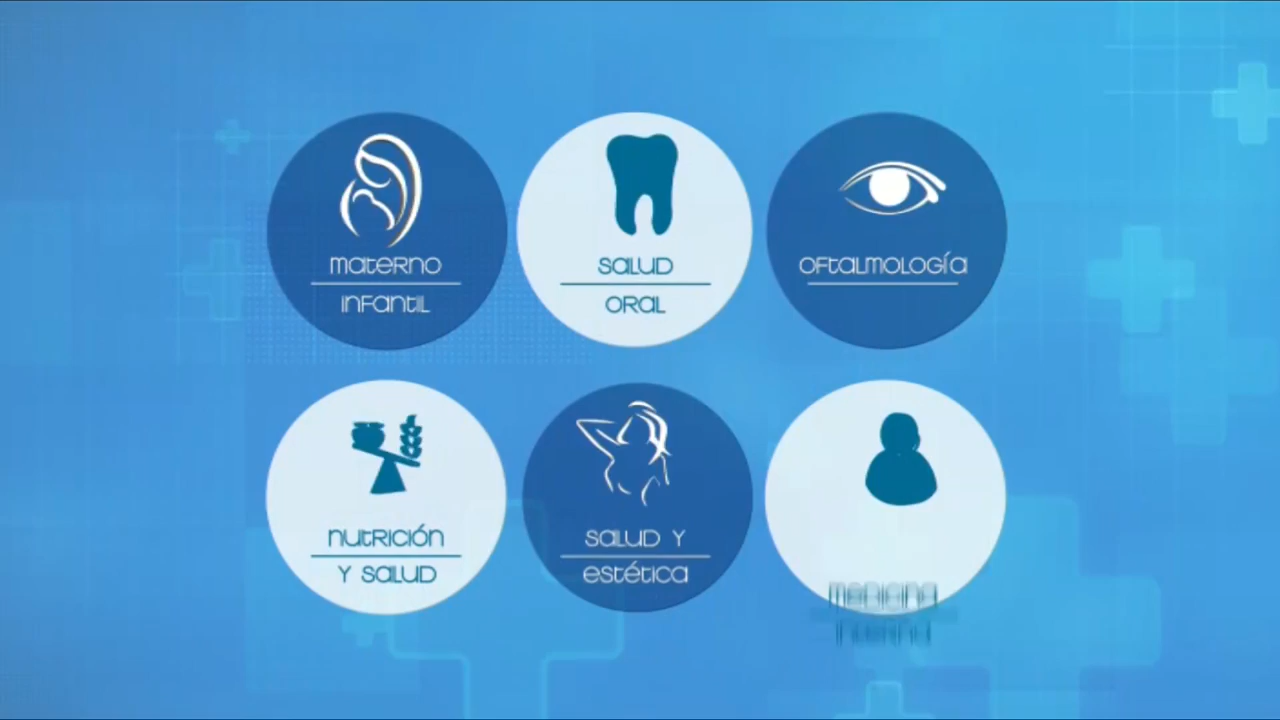 Materno
Infantil
Salud
Oral
Oftalmología
Nutrición
y Salud
Salud y
Estética